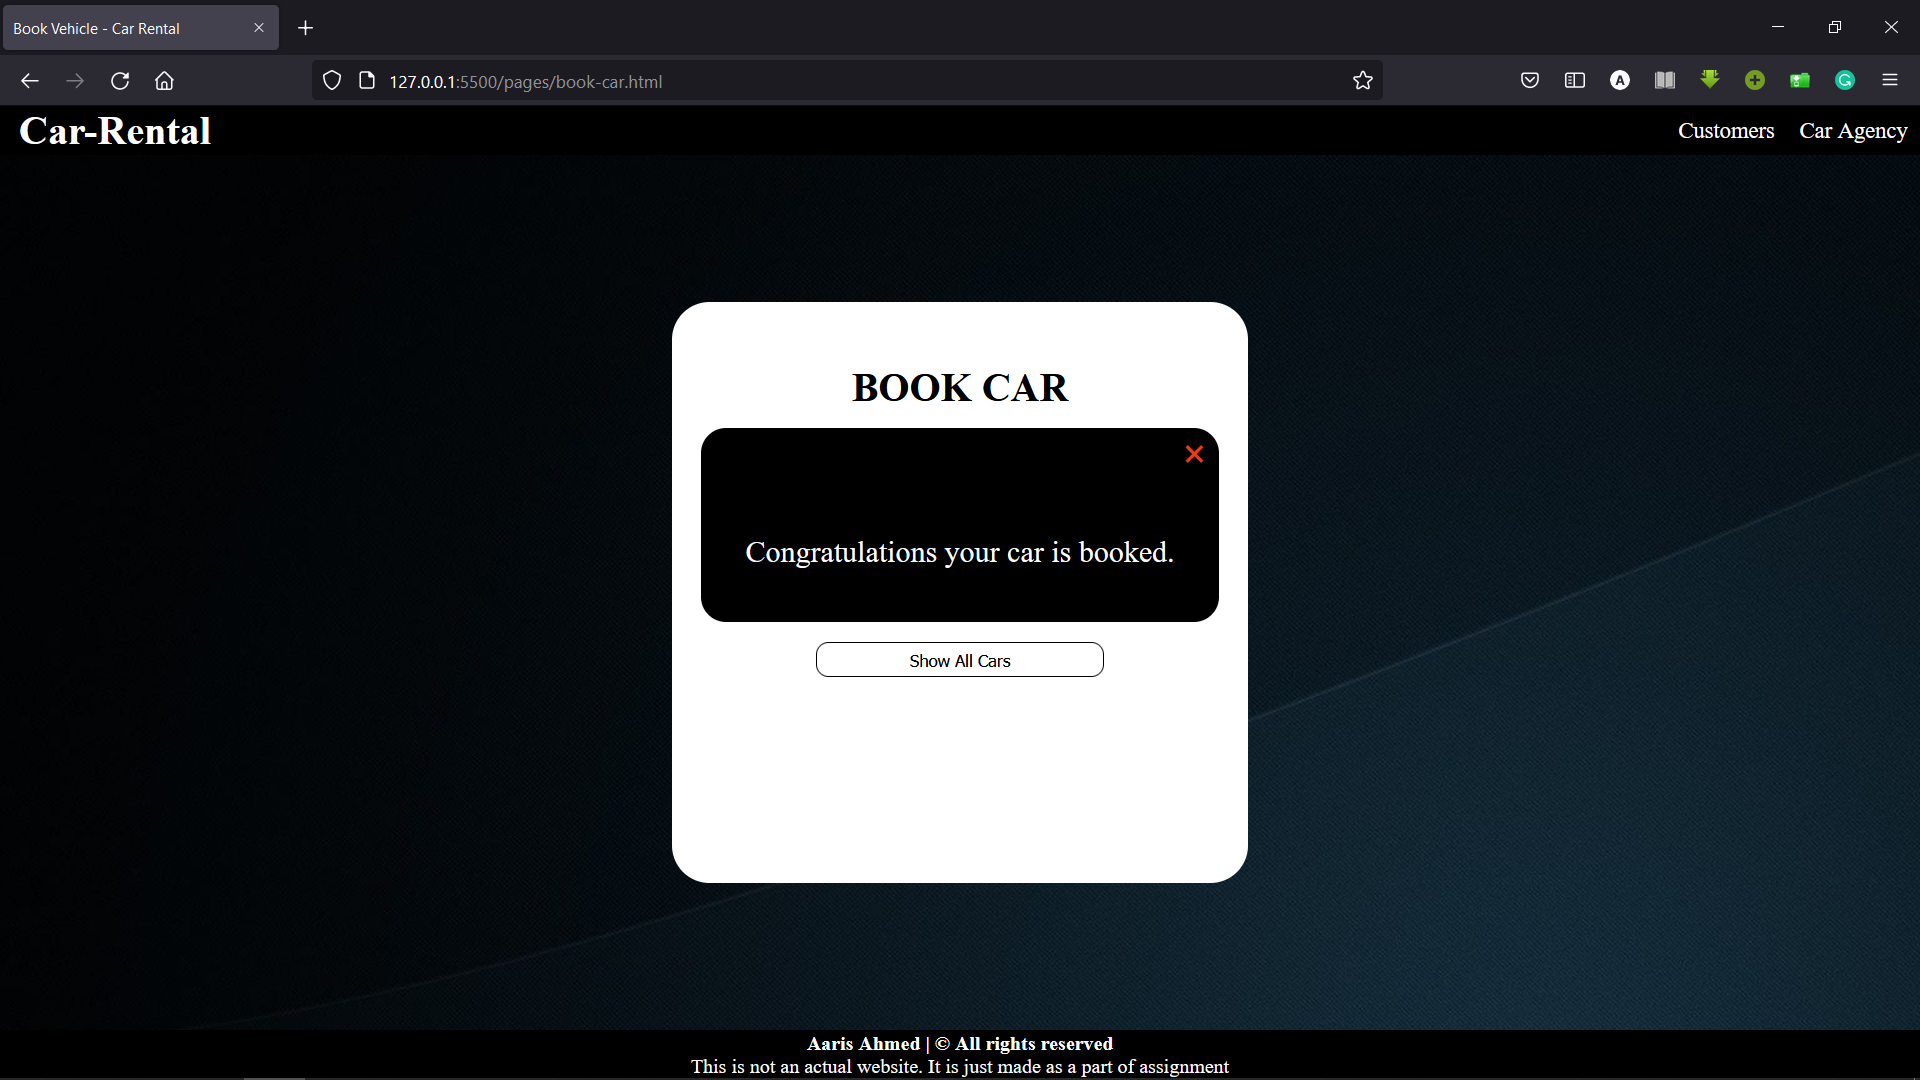 Book Vehicle - Car Rental
127.0.0.1:5500/pages/book-car.html
Car-Rental
Customers Car Agency
BOOK CAR
Congratulations your car is booked.
Show All Cars
Aaris Ahmed | © All rights reserved
This is not an actual website. It is just made as a part of assignment